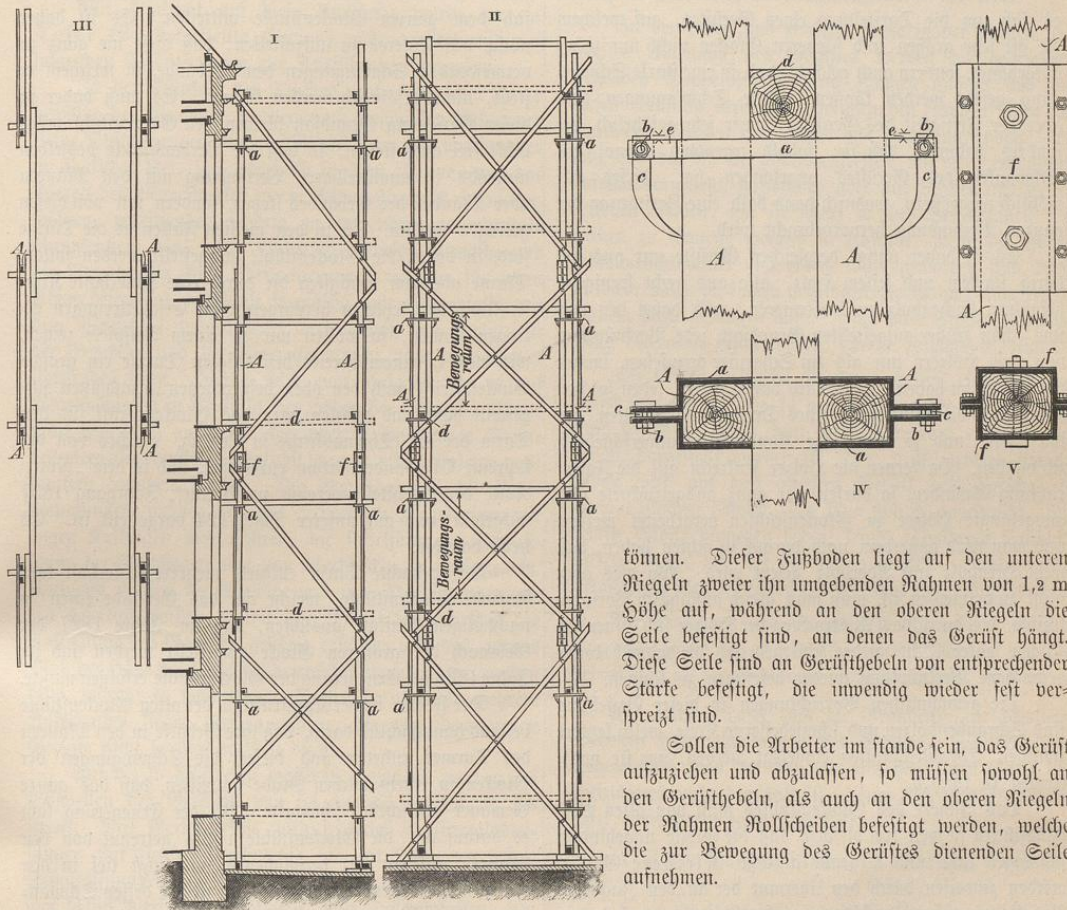 III
I
II
A
A
A
A
a
a
a
a
A
A
d
f
f
a
a
d
a
a
a
a
a
a
A
A
A
Bewegungs
raum
A
A
d
a
a
Bewegungs-
raum
d
a
a
d
b
e
a
e
b
c
c
A
A
A
f
A
A
a
A
c
b
a
c
b
IV
f
f
V
können. Dieſer Fußboden liegt auf den unteren
Riegeln zweier ihn umgebenden Rahmen von 1,2 m
Höhe auf, während an den oberen Riegeln die
Seile befeſtigt ſind, an denen das Gerüſt hängt.
Dieſe Seile ſind an Gerüſthebeln von entſprechender
Stärke befeſtigt, die inwendig wieder feſt ver-
ſpreizt ſind.
Sollen die Arbeiter im ſtande ſein, das Gerüſt
aufzuziehen und abzulaſſen, ſo müſſen ſowohl an
den Gerüſthebeln, als auch an den oberen Riegeln
der Rahmen Rollſcheiben befeſtigt werden, welche
die zur Bewegung des Gerüſtes dienenden Seile
aufnehmen.